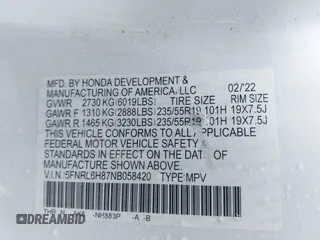 MFD. BY HONDA DEVELOPMENT &
MANUFACTURING OF AMERICA, LLC 02/22
GVWR 2730 KG (6019LBS) TIRE SIZE RIM SIZE
GAWR F 1310 KG (2888LBS) 235/55R19 101H 19X7.5J
GAWR R 1465 KG (3230LBS) 235/55R19 101H 19X7.5J
THIS VEHICLE CONFORMS TO ALL APPLICABLE
FEDERAL MOTOR VEHICLE SAFETY
STANDARDS IN EFFECT ON THE DATE OF
MANUFACTURE SHOWN ABOVE.
V.I.N.:5FNRL6H87NB058420 TYPE:MPV
NH883P A -B
GOT.CARS